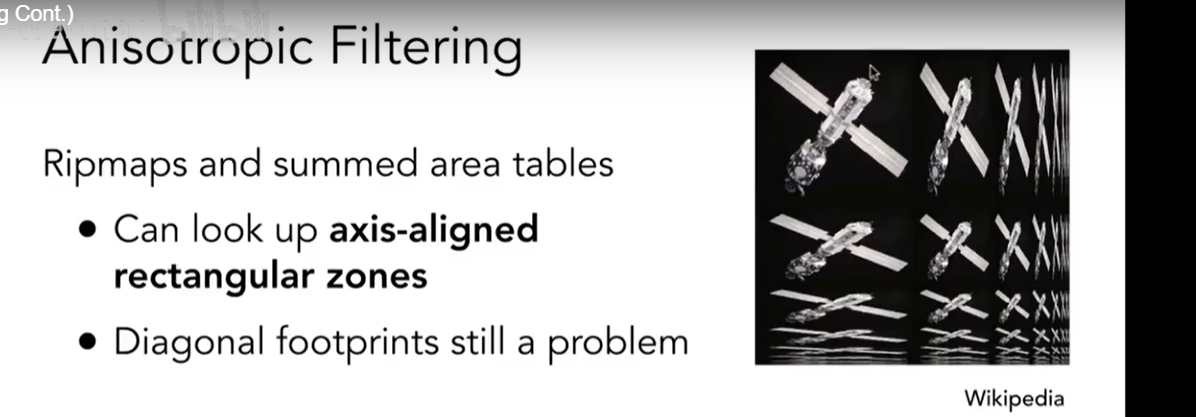 g Cont.)
Anisotropic Filtering
Ripmaps and summed area tables
• Can look up axis-aligned
rectangular zones
• Diagonal footprints still a problem
Wikipedia